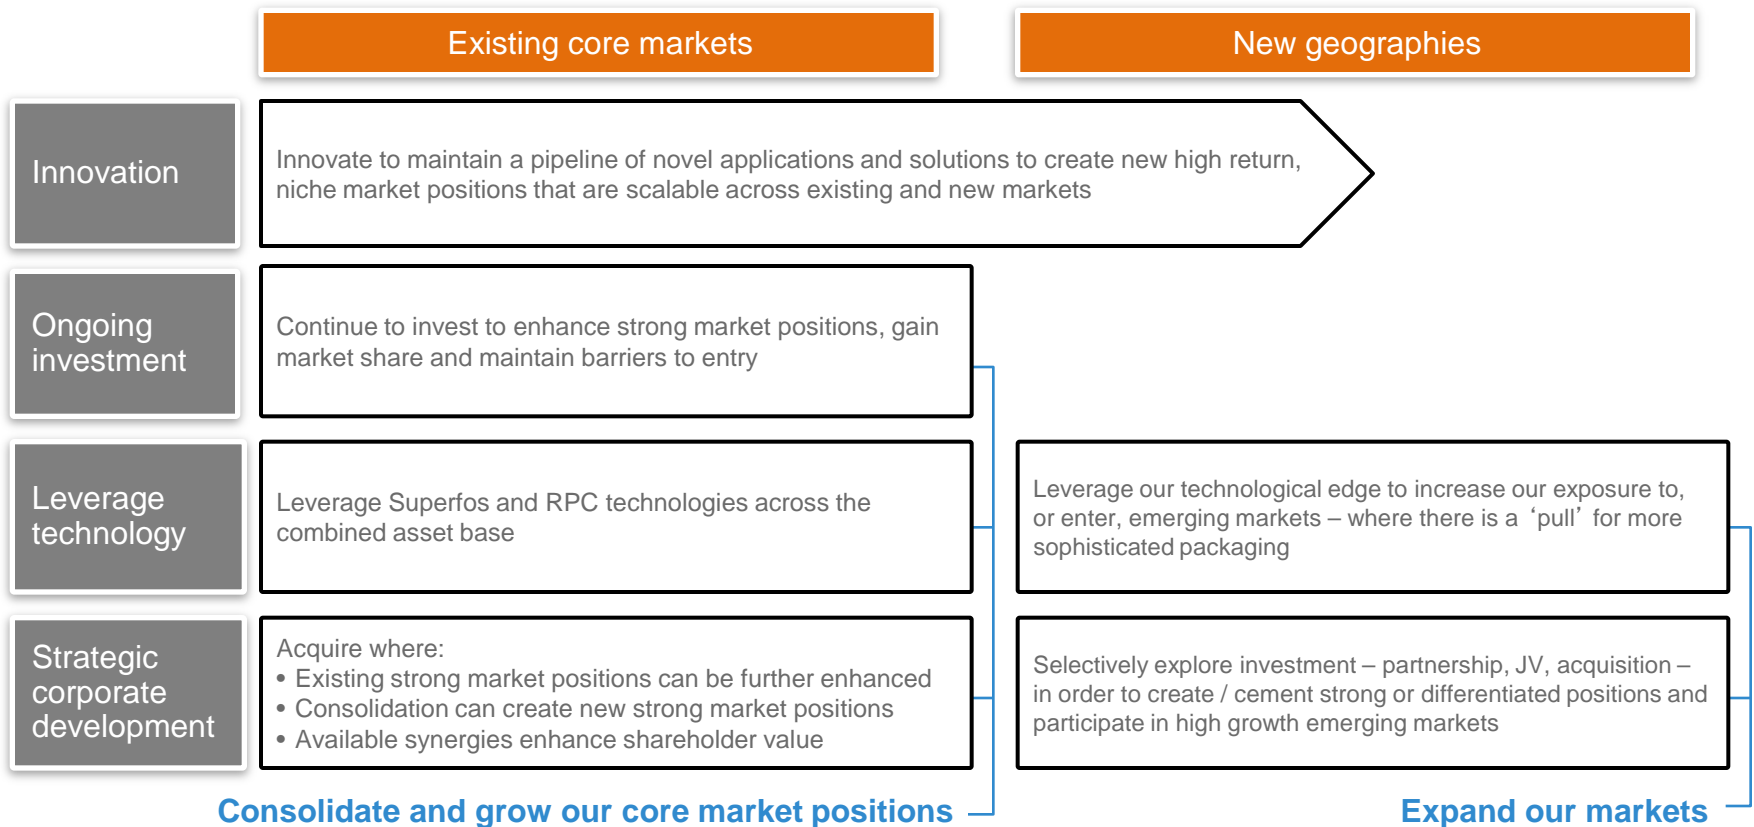 Existing core markets
New geographies
Innovation
Innovate to maintain a pipeline of novel applications and solutions to create new high return,
niche market positions that are scalable across existing and new markets
Ongoing
investment
Continue to invest to enhance strong market positions, gain
market share and maintain barriers to entry
Leverage
technology
Leverage Superfos and RPC technologies across the
combined asset base
Leverage our technological edge to increase our exposure to,
or enter, emerging markets – where there is a ‘pull’ for more
sophisticated packaging
Strategic
corporate
development
Acquire where:
• Existing strong market positions can be further enhanced
• Consolidation can create new strong market positions
• Available synergies enhance shareholder value
Selectively explore investment – partnership, JV, acquisition –
in order to create / cement strong or differentiated positions and
participate in high growth emerging markets
Consolidate and grow our core market positions
Expand our markets